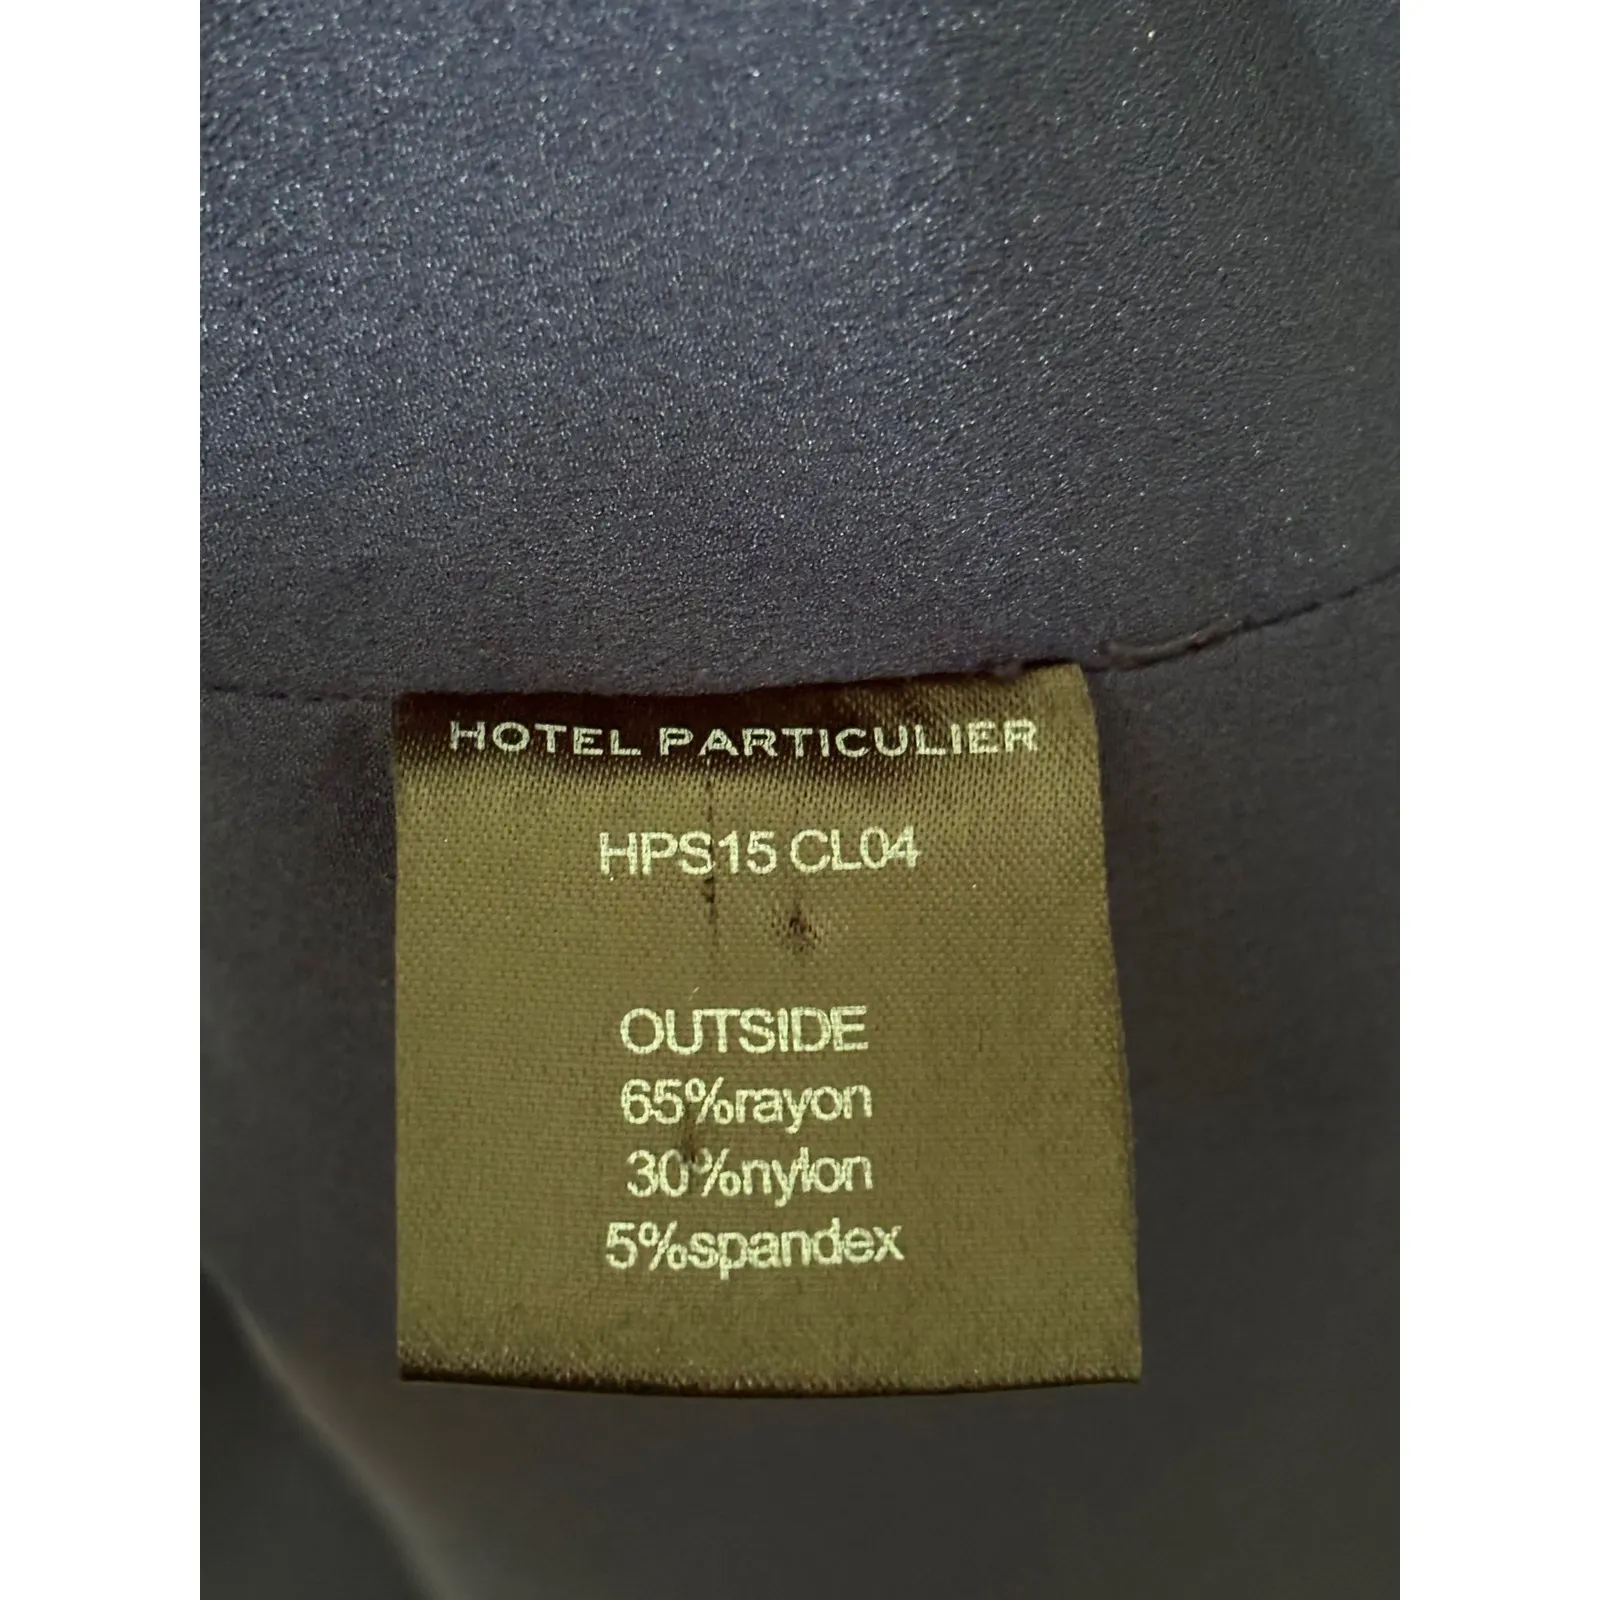 HOTEL PARTICULIER
HPS15 CL04
OUTSIDE
65%rayon
30%nylon
5%spandex